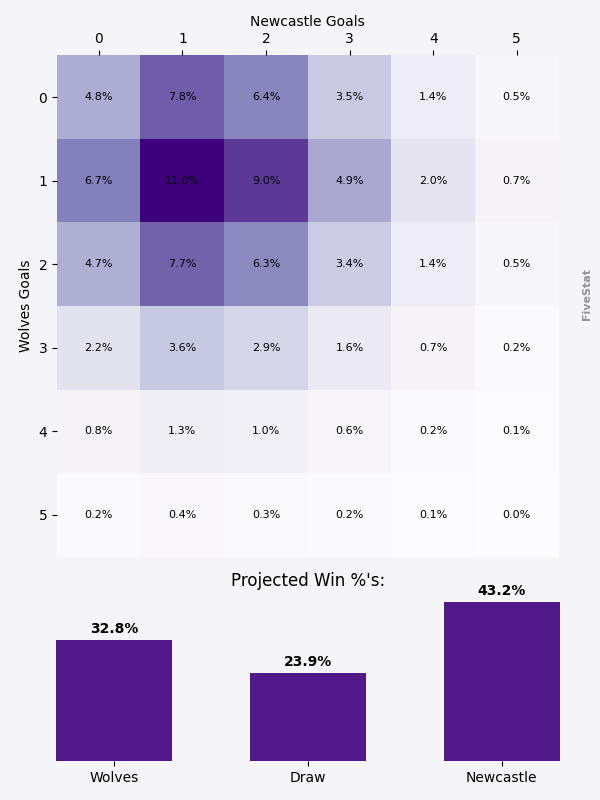 Newcastle Goals
0 1 2 3 4 5
0 4.8% 7.8% 6.4% 3.5% 1.4% 0.5%
1 6.7% 11.0% 9.0% 4.9% 2.0% 0.7%
2 4.7% 7.7% 6.3% 3.4% 1.4% 0.5%
3 2.2% 3.6% 2.9% 1.6% 0.7% 0.2%
4 0.8% 1.3% 1.0% 0.6% 0.2% 0.1%
5 0.2% 0.4% 0.3% 0.2% 0.1% 0.0%
Wolves Goals
FiveStat
Projected Win %'s:
32.8% 23.9% 43.2%
Wolves Draw Newcastle